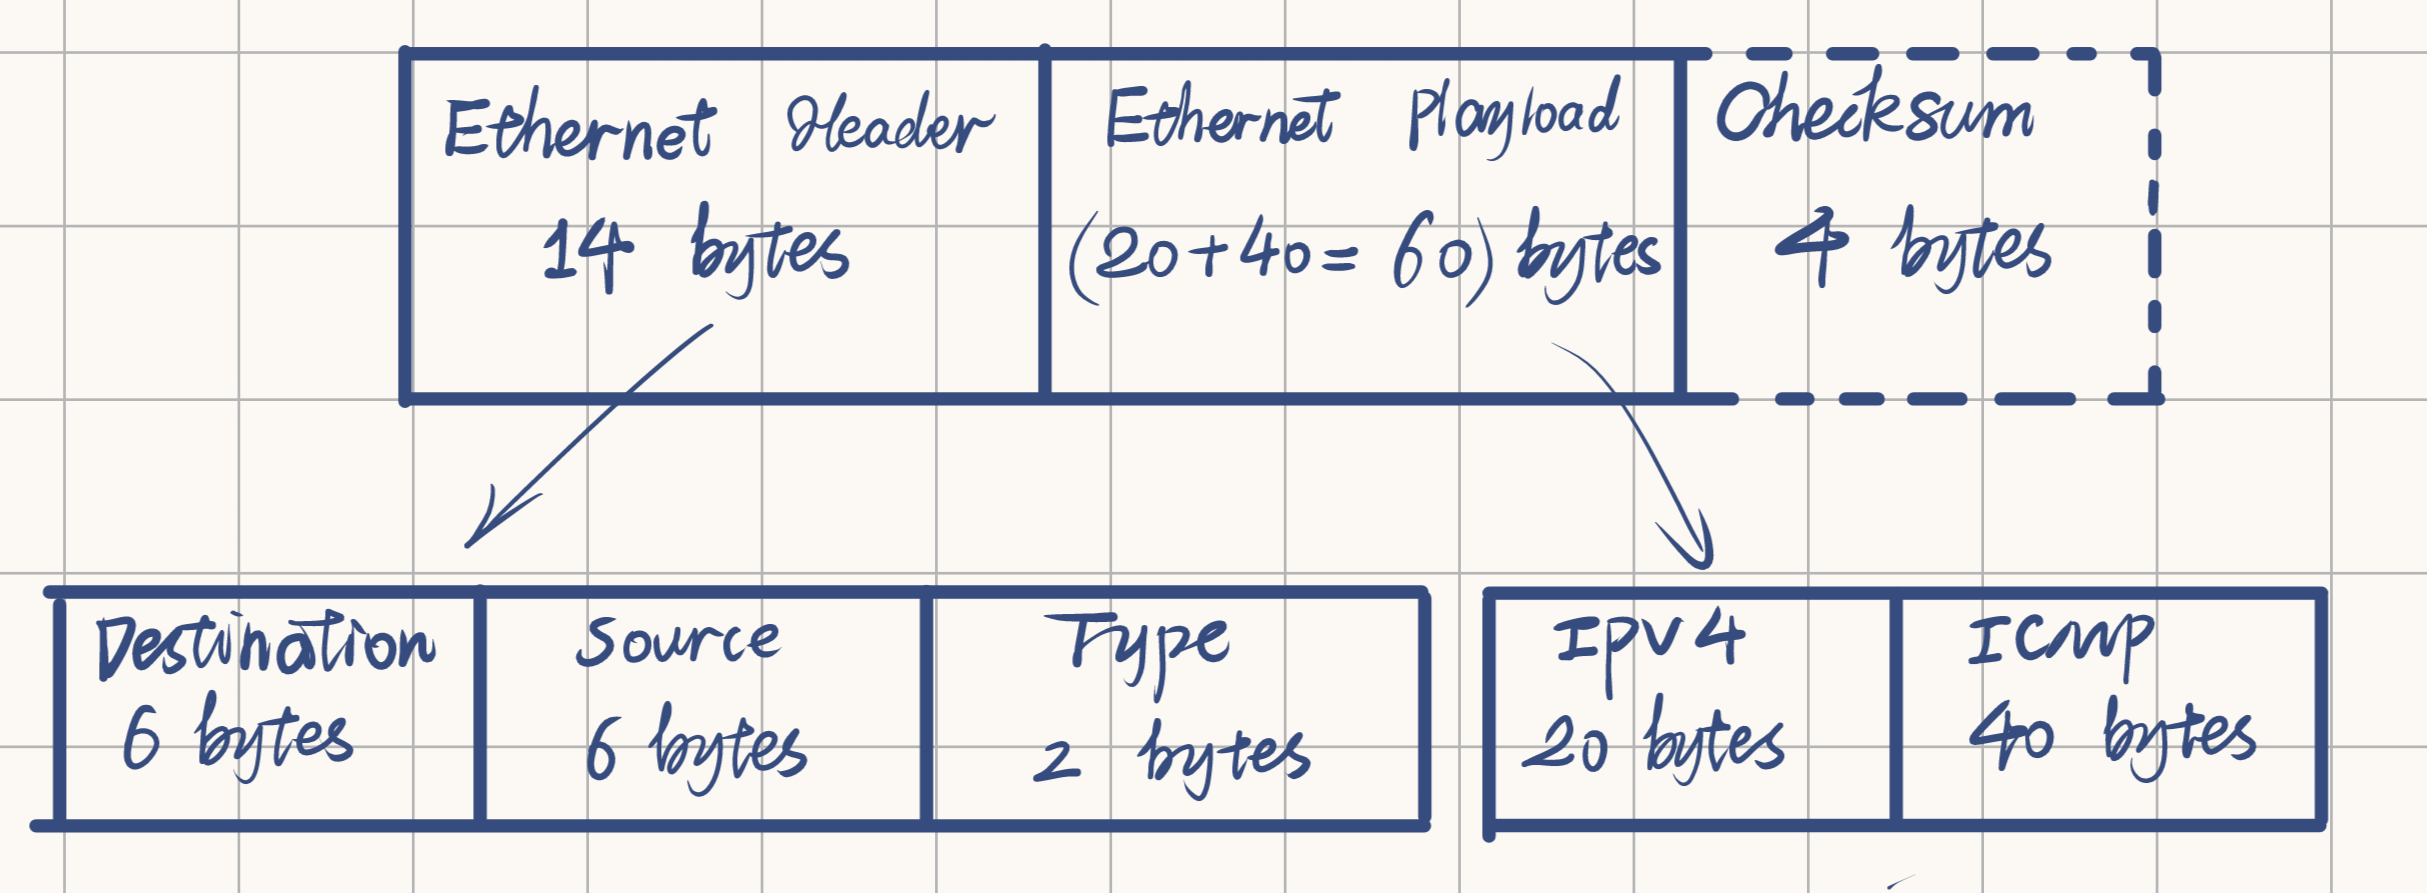 Ethernet Header
14 bytes
Ethernet Playload
(20+40= 60) bytes
Checksum
4 bytes
Destination
6 bytes
Source
6 bytes
Type
2 bytes
IPV4
20 bytes
ICMP
40 bytes